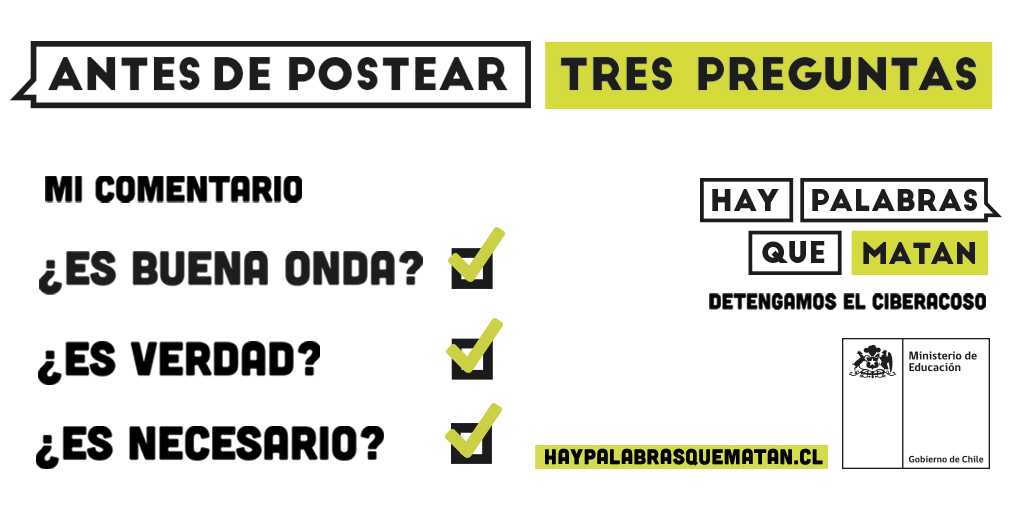 ANTES DE POSTEAR TRES PREGUNTAS
MI COMENTARIO
¿ES BUENA ONDA?
¿ES VERDAD?
¿ES NECESARIO?
HAY PALABRAS
QUE MATAN
DETENGAMOS EL CIBERACOSO
Ministerio de
Educación
Gobierno de Chile
HAYPALABRASQUEMATAN.CL